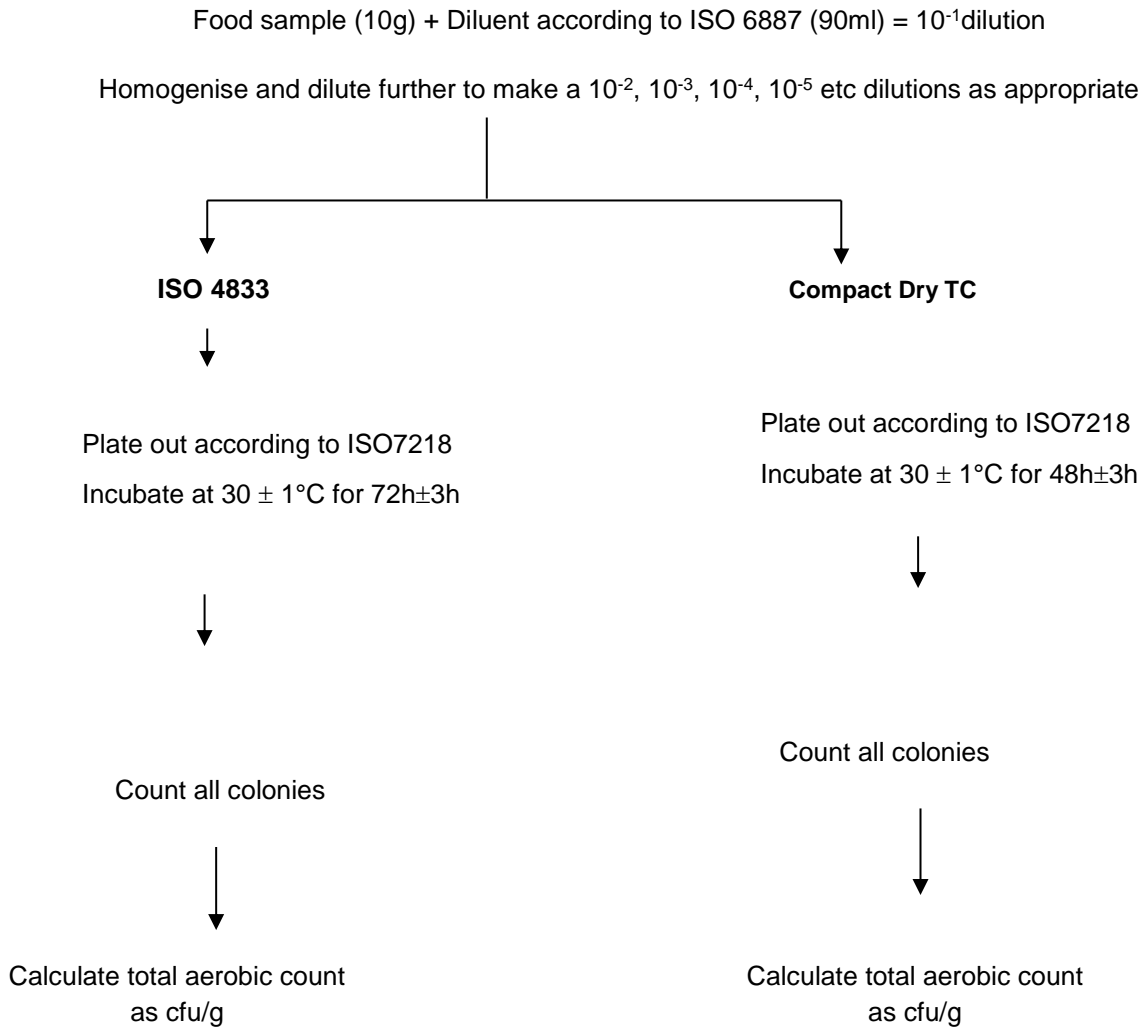 Food sample (10g) + Diluent according to ISO 6887 (90ml) = 10⁻¹dilution
Homogenise and dilute further to make a 10⁻², 10⁻³, 10⁻⁴, 10⁻⁵ etc dilutions as appropriate
ISO 4833
Plate out according to ISO7218
Incubate at 30 ± 1°C for 72h±3h
Count all colonies
Calculate total aerobic count
as cfu/g
Compact Dry TC
Plate out according to ISO7218
Incubate at 30 ± 1°C for 48h±3h
Count all colonies
Calculate total aerobic count
as cfu/g